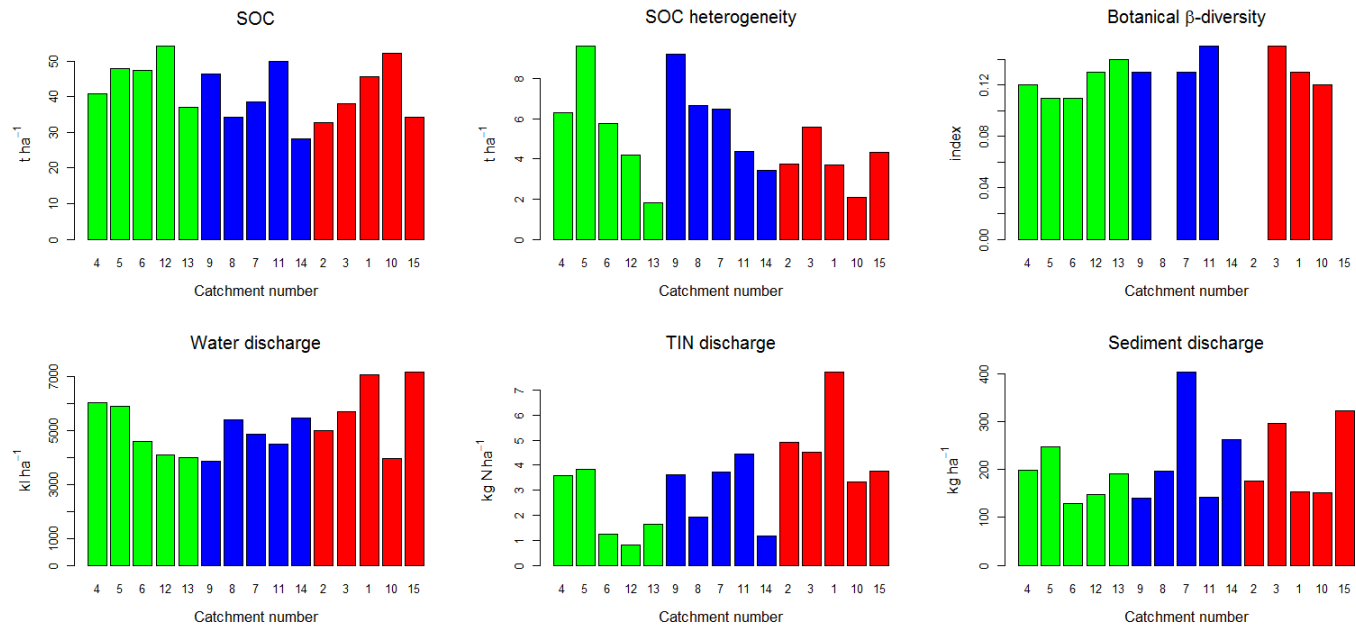 SOC
t ha⁻¹
0 10 20 30 40 50
4 5 6 12 13 9 8 7 11 14 2 3 1 10 15
Catchment number
SOC heterogeneity
t ha⁻¹
0 2 4 6 8
4 5 6 12 13 9 8 7 11 14 2 3 1 10 15
Catchment number
Botanical β-diversity
index
0.00 0.04 0.08 0.12
4 5 6 12 13 9 8 7 11 14 2 3 1 10 15
Catchment number
Water discharge
kl ha⁻¹
0 1000 3000 5000 7000
4 5 6 12 13 9 8 7 11 14 2 3 1 10 15
Catchment number
TIN discharge
kg N ha⁻¹
0 1 2 3 4 5 6 7
4 5 6 12 13 9 8 7 11 14 2 3 1 10 15
Catchment number
Sediment discharge
kg ha⁻¹
0 100 200 300 400
4 5 6 12 13 9 8 7 11 14 2 3 1 10 15
Catchment number